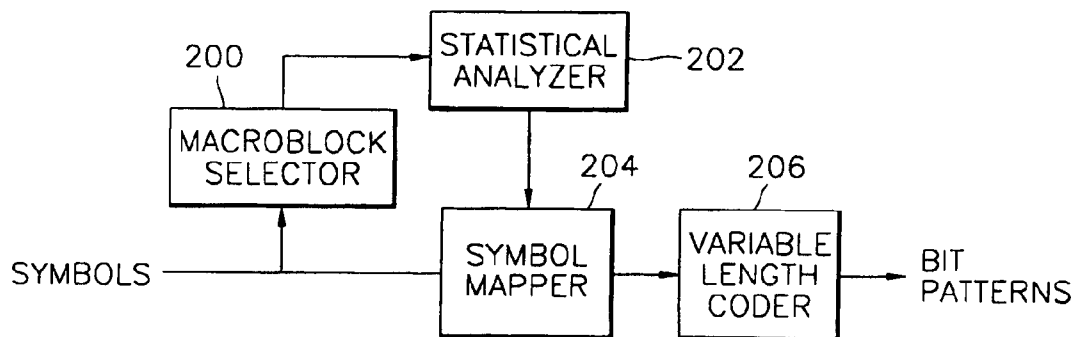 STATISTICAL
ANALYZER
202
200
MACROBLOCK
SELECTOR
204
206
SYMBOLS
SYMBOL
MAPPER
VARIABLE
LENGTH
CODER
BIT
PATTERNS